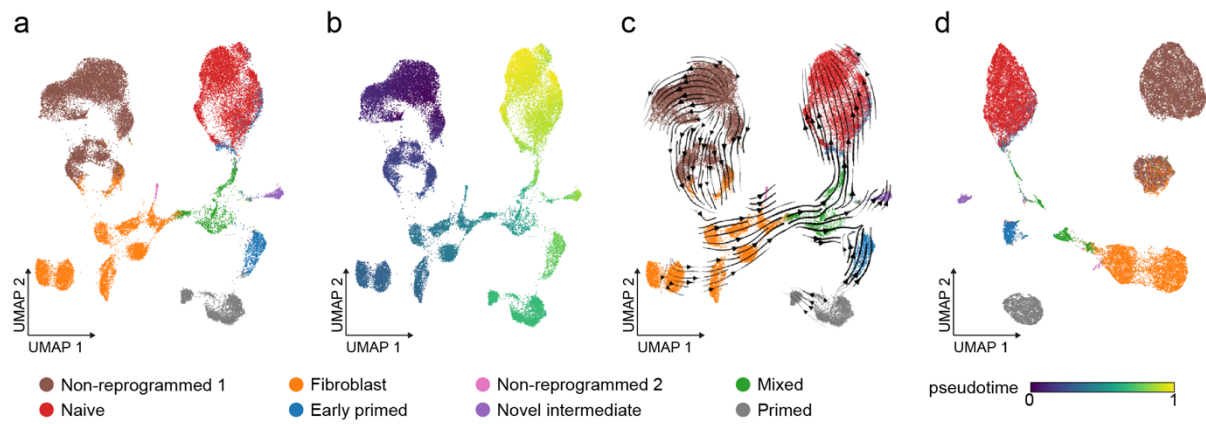 a
b
c
d
UMAP 2
UMAP 1
UMAP 2
UMAP 1
UMAP 2
UMAP 1
UMAP 2
UMAP 1
Non-reprogrammed 1
Fibroblast
Non-reprogrammed 2
Mixed
pseudotime
0
1
Naive
Early primed
Novel intermediate
Primed